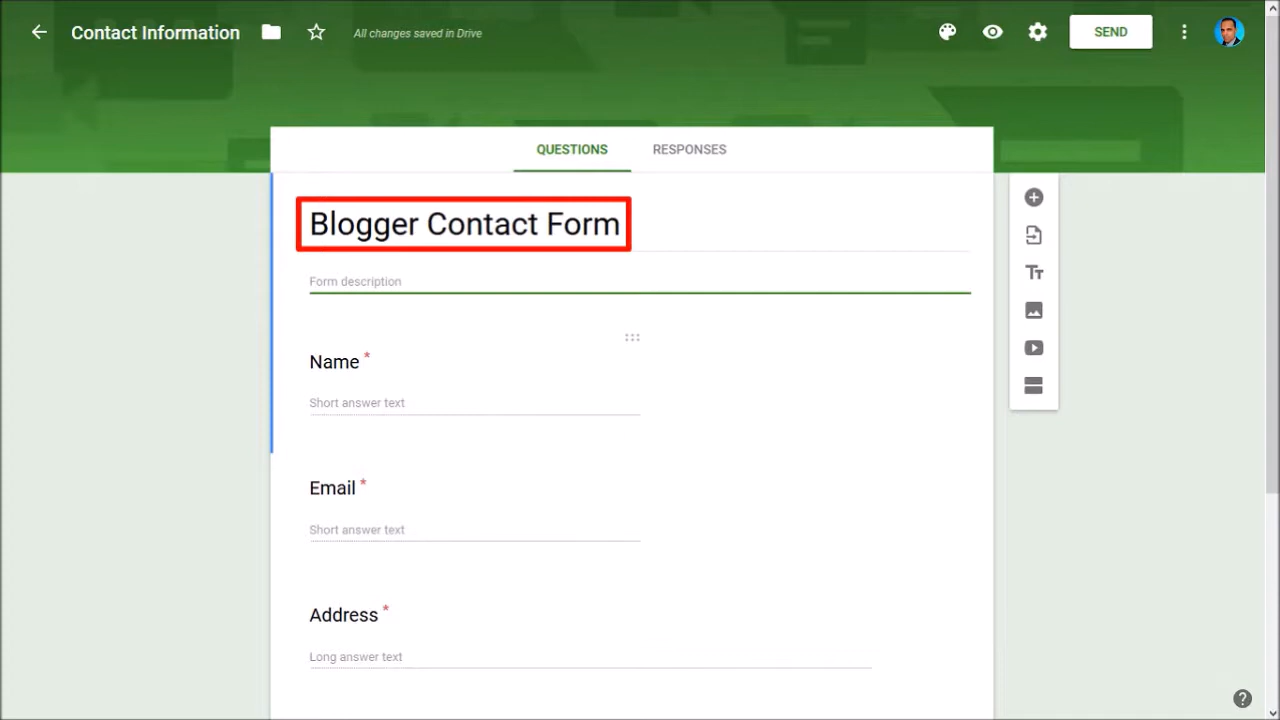 Contact Information
All changes saved in Drive
SEND
QUESTIONS RESPONSES
Blogger Contact Form
Form description
Name *
Short answer text
Email *
Short answer text
Address *
Long answer text